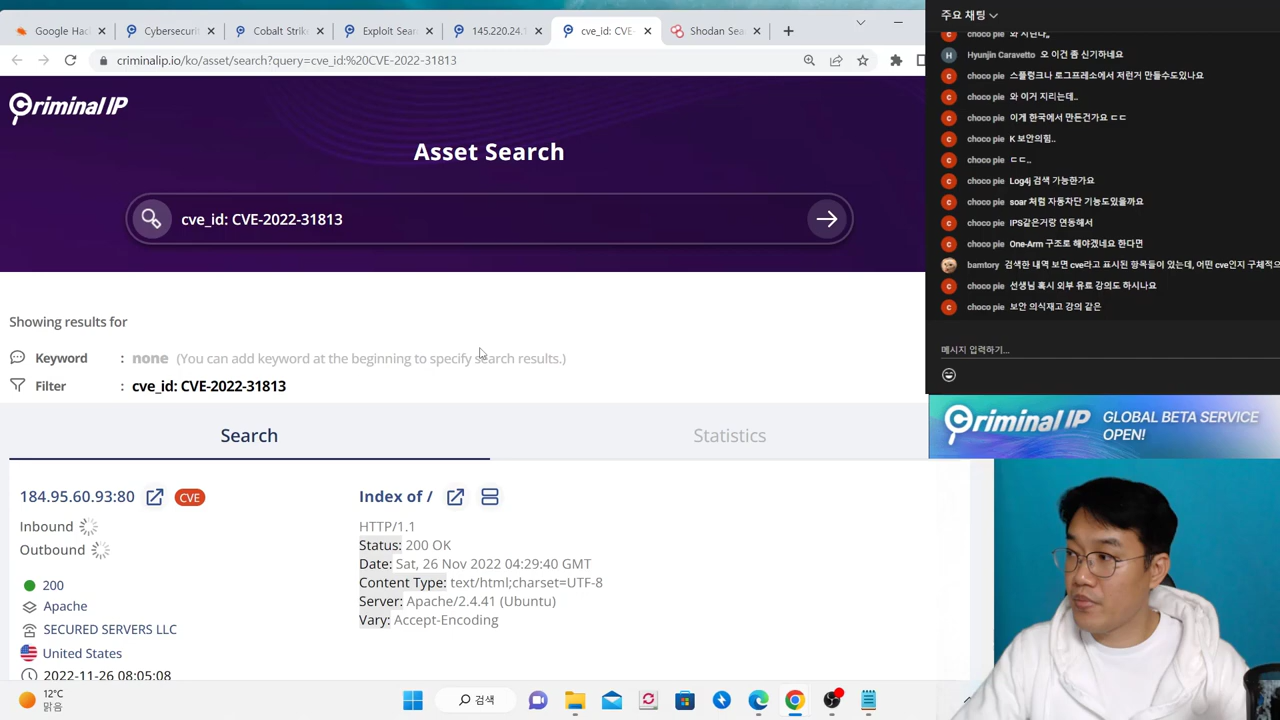 Google Hac
Cybersecuri
Cobalt Strik
Exploit Sear
145.220.24.1
cve_id: CVE-
Shodan Sea
criminalip.io/ko/asset/search?query=cve_id:%20CVE-2022-31813
Criminal IP
Asset Search
cve_id: CVE-2022-31813
Showing results for
Keyword : none (You can add keyword at the beginning to specify search results.)
Filter : cve_id: CVE-2022-31813
Search
Statistics
184.95.60.93:80 CVE
Inbound
Outbound
200
Apache
SECURED SERVERS LLC
United States
2022-11-26 08:05:08
Index of /
HTTP/1.1
Status: 200 OK
Date: Sat, 26 Nov 2022 04:29:40 GMT
Content Type: text/html;charset=UTF-8
Server: Apache/2.4.41 (Ubuntu)
Vary: Accept-Encoding
주요 채팅
choco pie 와 지린다,,
H Hyunjin Caravetto 오 이건 좀 신기하네요
c choco pie 스플렁크나 로그프레소에서 저런거 만들수도있나요
c choco pie 와 이거 지리는데..
c choco pie 이게 한국에서 만든건가요 ㄷㄷ
c choco pie K 보안의힘..
c choco pie ㄷㄷ..
c choco pie Log4j 검색 가능한가요
c choco pie soar 처럼 자동차단 기능도있을까요
c choco pie IPS같은거랑 연동해서
c choco pie One-Arm 구조로 해야겠네요 한다면
bamtory 검색한 내역 보면 cve라고 표시된 항목들이 있는데, 어떤 cve인지 구체적으
c choco pie 선생님 혹시 외부 유료 강의도 하시나요
c choco pie 보안 의식재고 강의 같은
메시지 입력하기...
Criminal IP
GLOBAL BETA SERVICE
OPEN!
12°C
맑음
검색